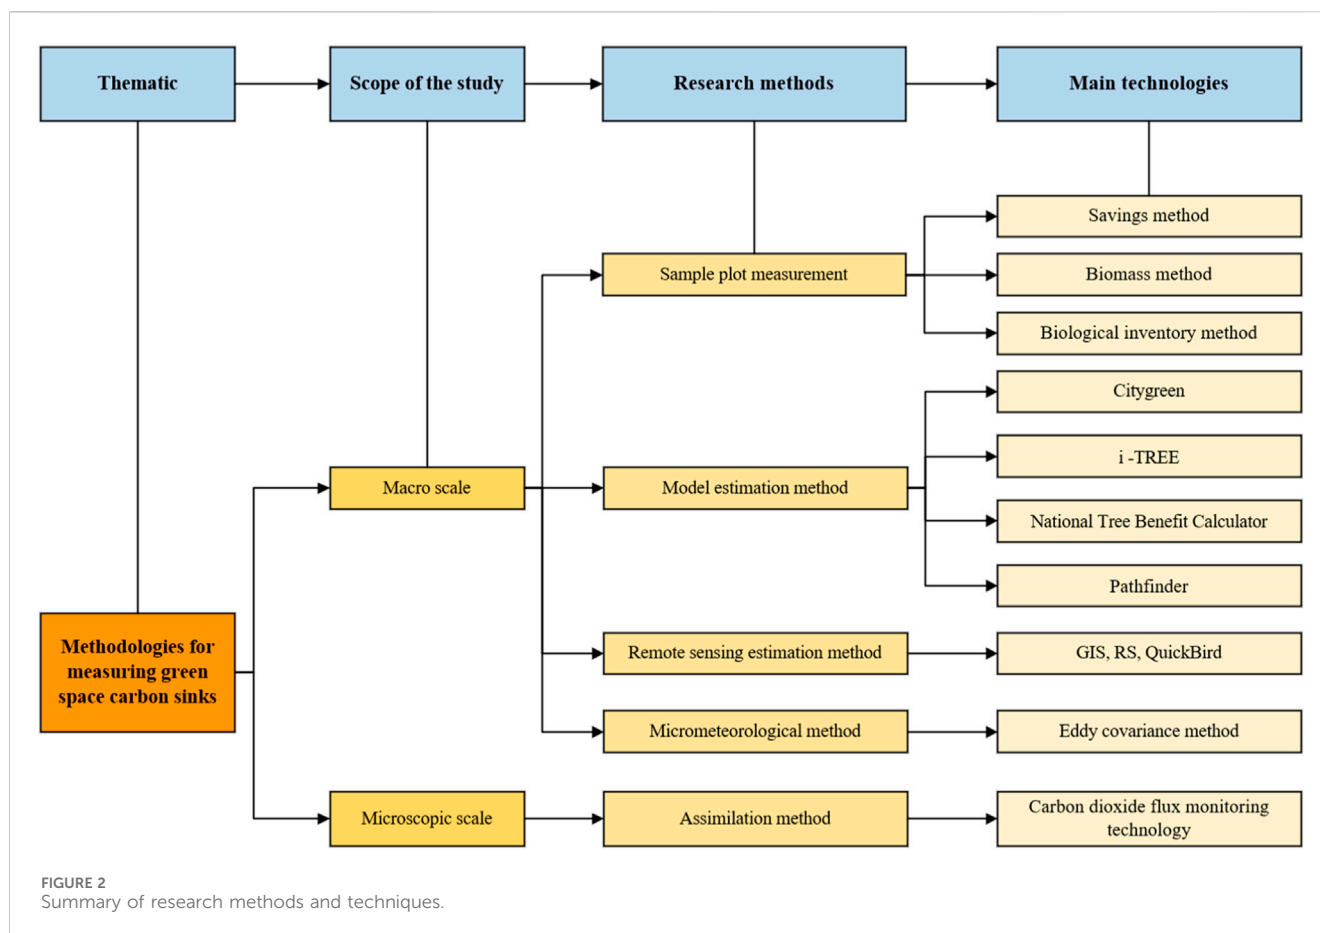 Thematic
Scope of the study
Research methods
Main technologies
Savings method
Sample plot measurement
Biomass method
Biological inventory method
Citygreen
i -TREE
Macro scale
Model estimation method
National Tree Benefit Calculator
Pathfinder
Methodologies for
measuring green
space carbon sinks
Remote sensing estimation method
GIS, RS, QuickBird
Micrometeorological method
Eddy covariance method
Microscopic scale
Assimilation method
Carbon dioxide flux monitoring
technology
FIGURE 2
Summary of research methods and techniques.